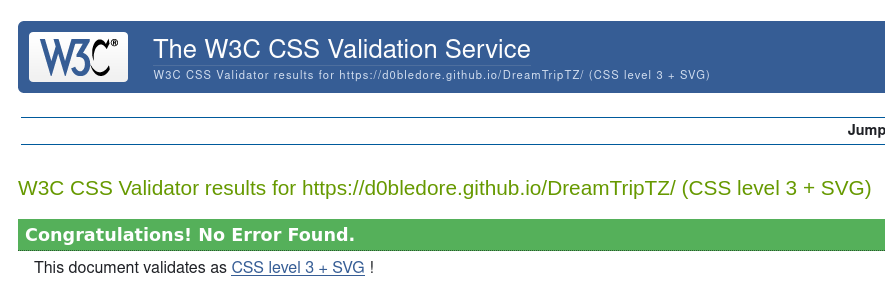 W3C®
The W3C CSS Validation Service
W3C CSS Validator results for https://d0bledore.github.io/DreamTripTZ/ (CSS level 3 + SVG)
Jump
W3C CSS Validator results for https://d0bledore.github.io/DreamTripTZ/ (CSS level 3 + SVG)
Congratulations! No Error Found.
This document validates as CSS level 3 + SVG !